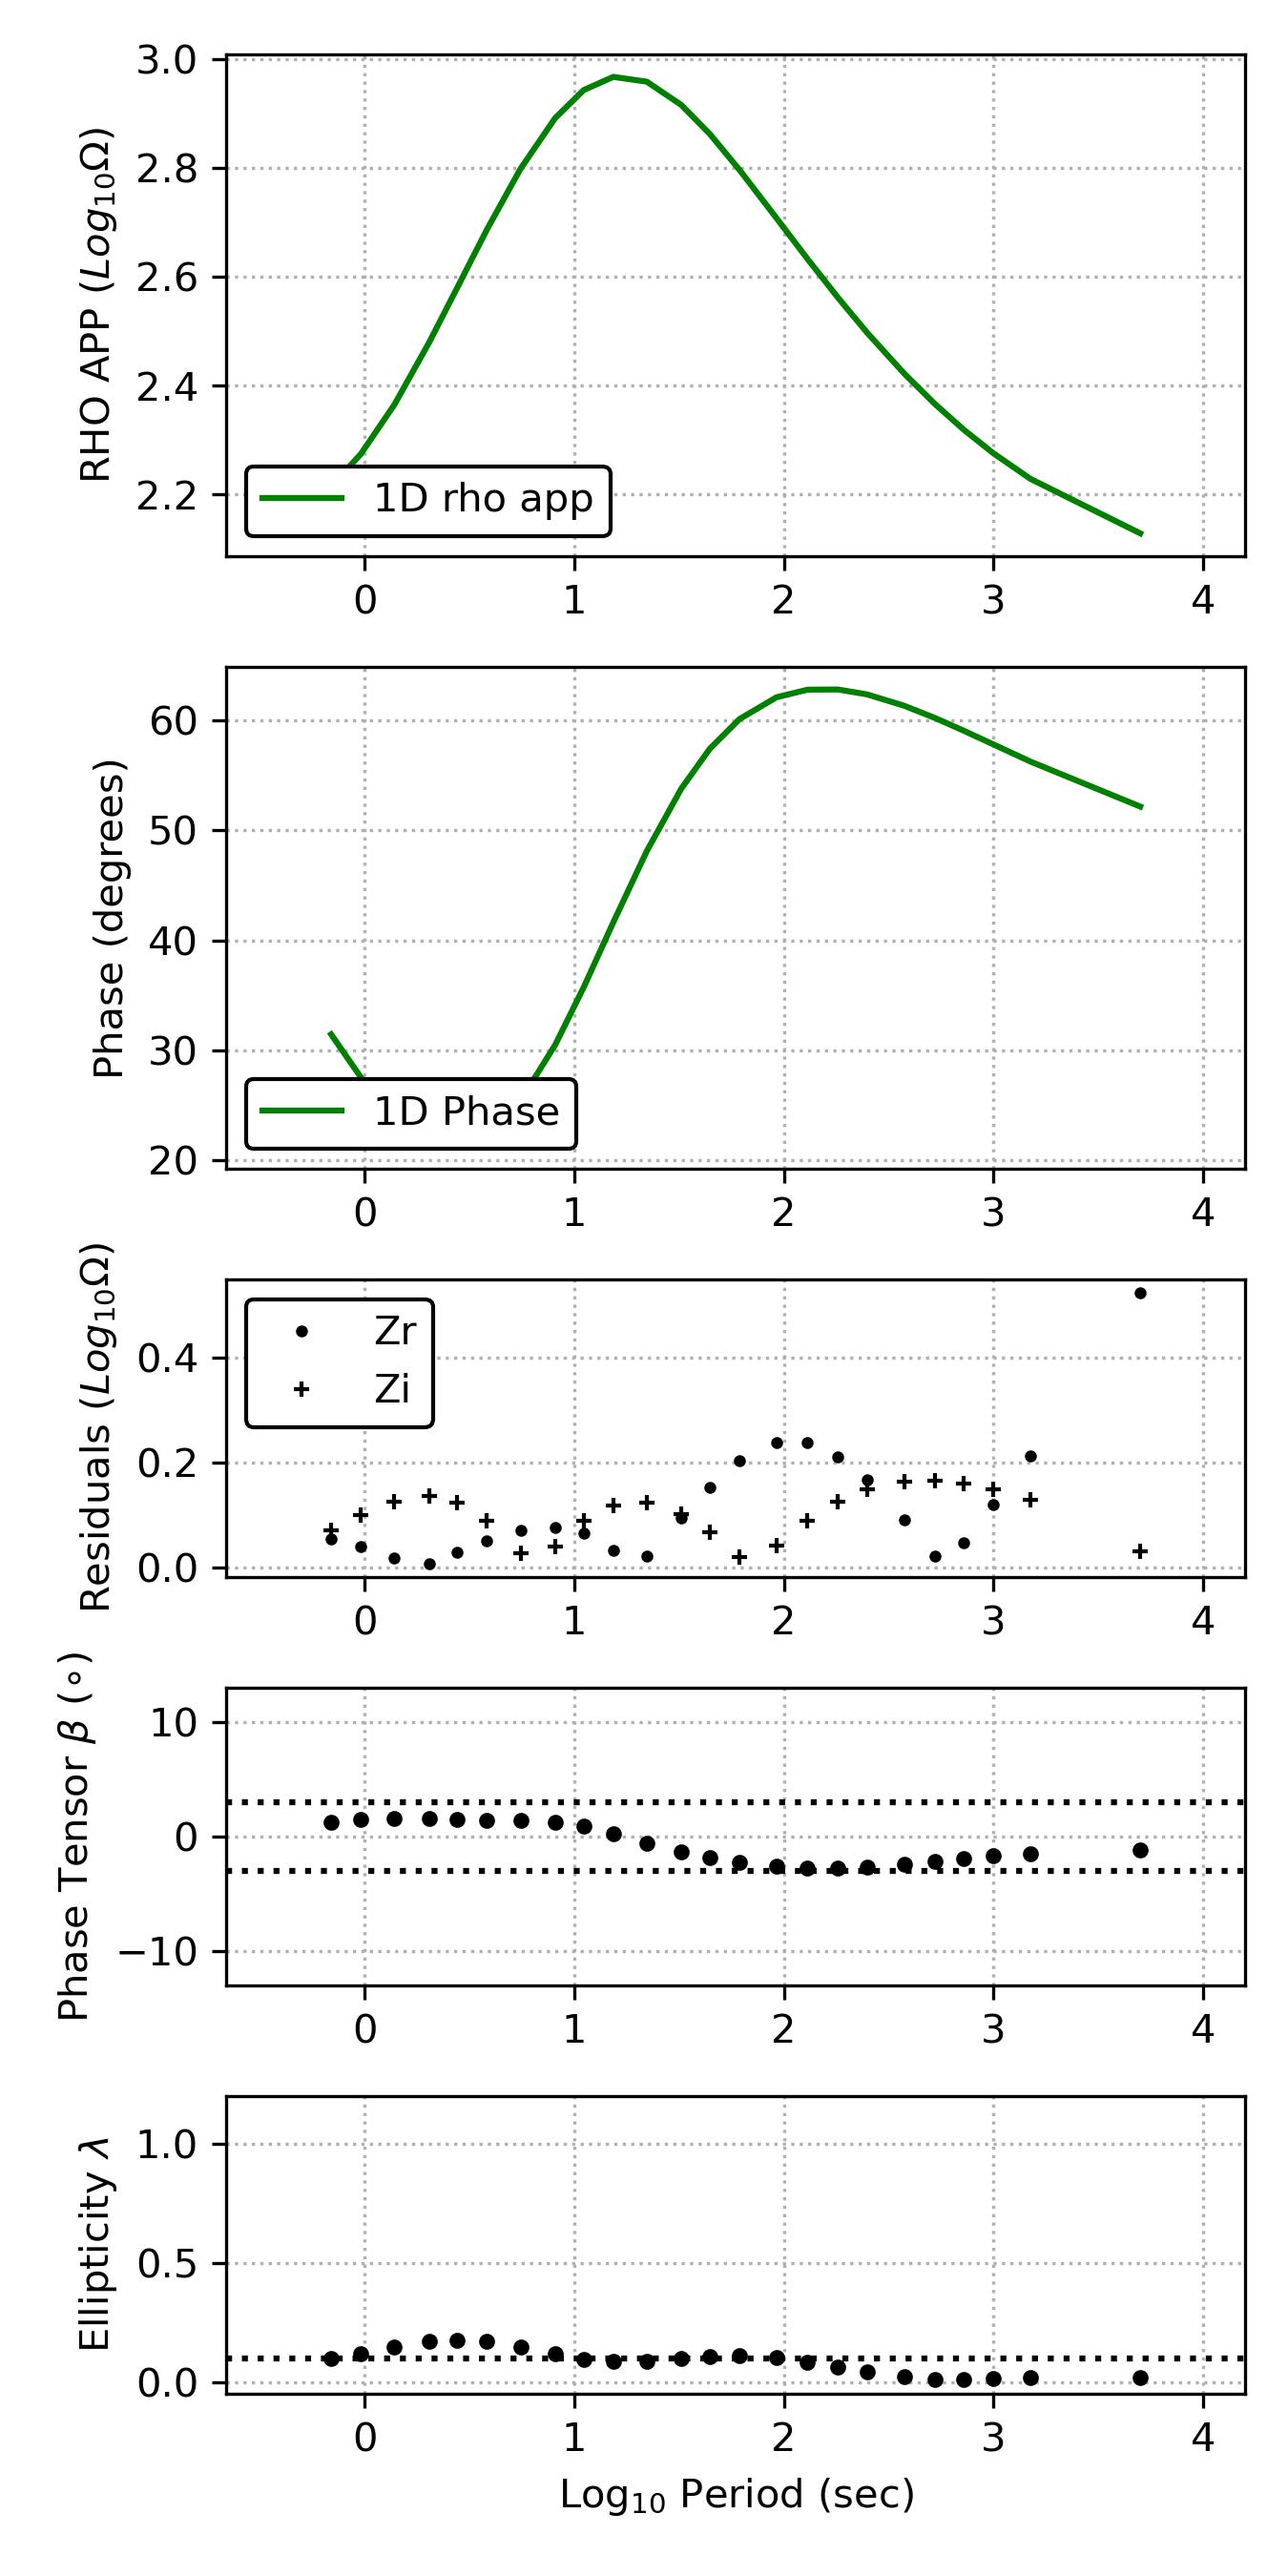 RHO APP (Log₁₀Ω)
3.0
2.8
2.6
2.4
2.2
1D rho app
0 1 2 3 4
Phase (degrees)
60
50
40
30
20
1D Phase
0 1 2 3 4
Residuals (Log₁₀Ω)
0.4
0.2
0.0
Zr
Zi
0 1 2 3 4
Phase Tensor β (∘)
10
0
−10
0 1 2 3 4
Ellipticity λ
1.0
0.5
0.0
0 1 2 3 4
Log₁₀ Period (sec)